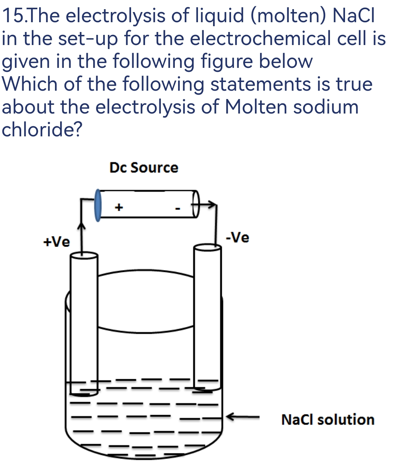 15.The electrolysis of liquid (molten) NaCl
in the set-up for the electrochemical cell is
given in the following figure below
Which of the following statements is true
about the electrolysis of Molten sodium
chloride?
Dc Source
+ -
+Ve
-Ve
NaCl solution